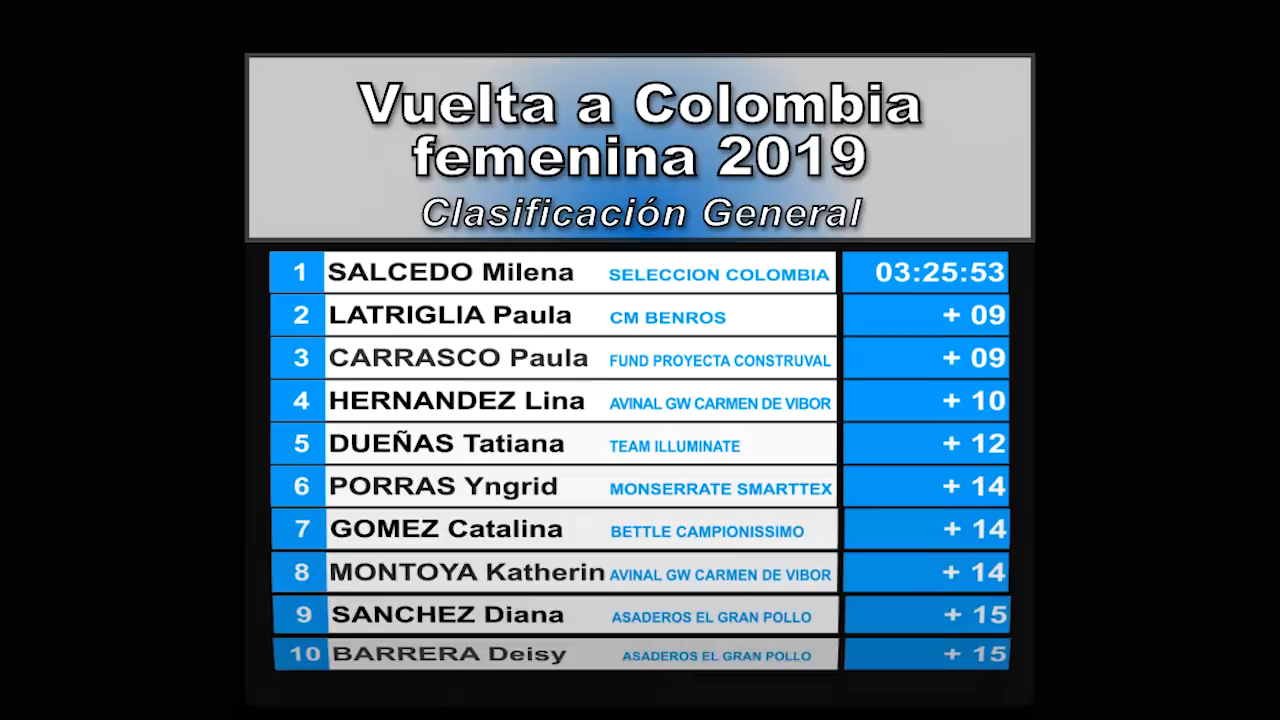 Vuelta a Colombia
femenina 2019
Clasificación General
1 SALCEDO Milena SELECCION COLOMBIA 03:25:53
2 LATRIGLIA Paula CM BENROS + 09
3 CARRASCO Paula FUND PROYECTA CONSTRUVAL + 09
4 HERNANDEZ Lina AVINAL GW CARMEN DE VIBOR + 10
5 DUEÑAS Tatiana TEAM ILLUMINATE + 12
6 PORRAS Yngrid MONSERRATE SMARTTEX + 14
7 GOMEZ Catalina BETTLE CAMPIONISSIMO + 14
8 MONTOYA Katherin AVINAL GW CARMEN DE VIBOR + 14
9 SANCHEZ Diana ASADEROS EL GRAN POLLO + 15
10 BARRERA Deisy ASADEROS EL GRAN POLLO + 15